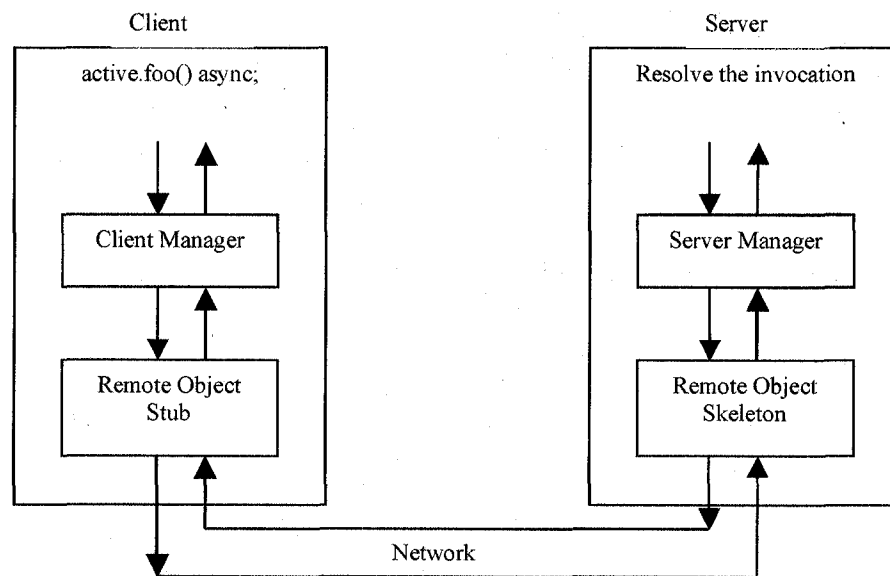 Client
Server
active.foo() async;
Resolve the invocation
Client Manager
Server Manager
Remote Object
Stub
Remote Object
Skeleton
Network